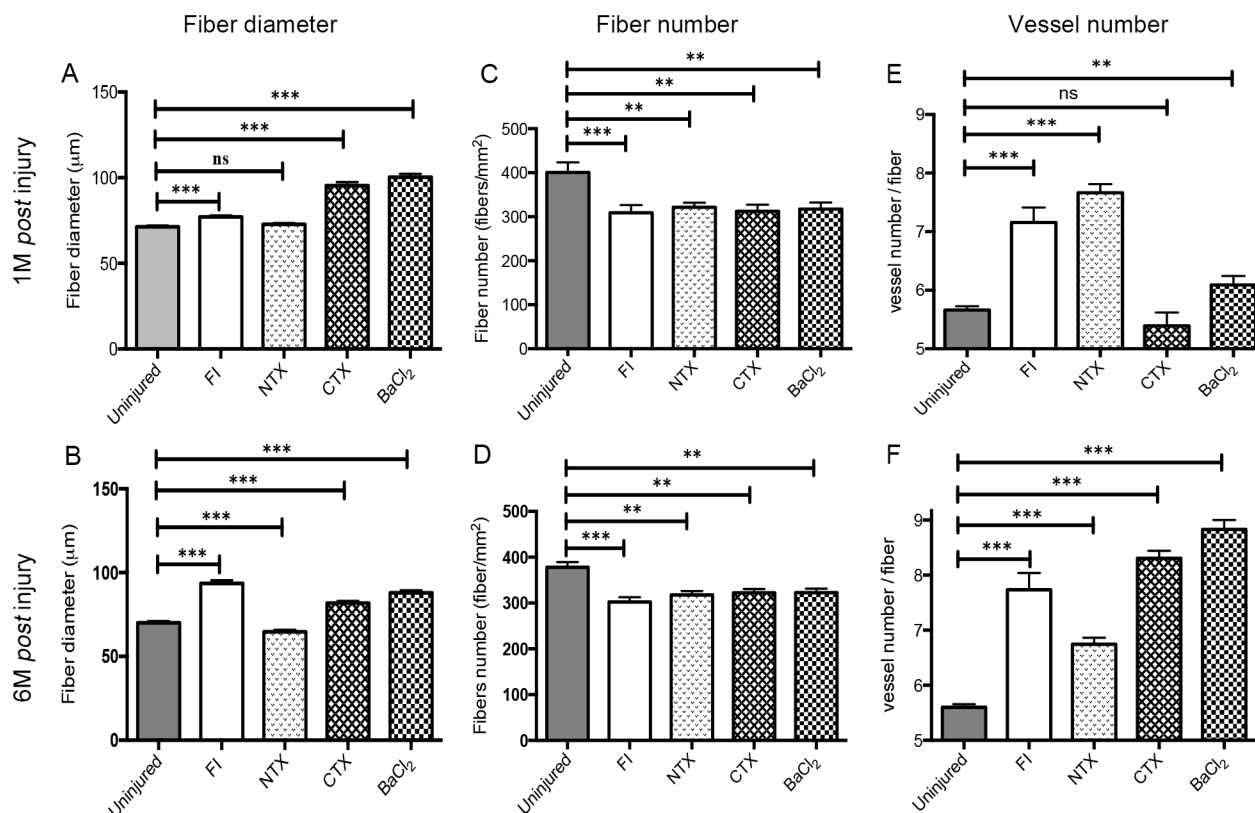 Fiber diameter
Fiber number
Vessel number
1M post injury
A
Fiber diameter (µm)
150
100
50
0
***
***
ns
***
Uninjured
FI
NTX
CTX
BaCl₂
C
Fiber number (fibers/mm²)
500
400
300
200
100
0
**
**
**
***
Uninjured
FI
NTX
CTX
BaCl₂
E
vessel number / fiber
8
7
6
5
**
ns
***
***
Uninjured
FI
NTX
CTX
BaCl₂
6M post injury
B
Fiber diameter (µm)
150
100
50
0
***
***
***
***
Uninjured
FI
NTX
CTX
BaCl₂
D
Fibers number (fiber/mm²)
500
400
300
200
100
0
**
**
**
***
Uninjured
FI
NTX
CTX
BaCl₂
F
vessel number / fiber
9
8
7
6
5
***
***
***
***
Uninjured
FI
NTX
CTX
BaCl₂